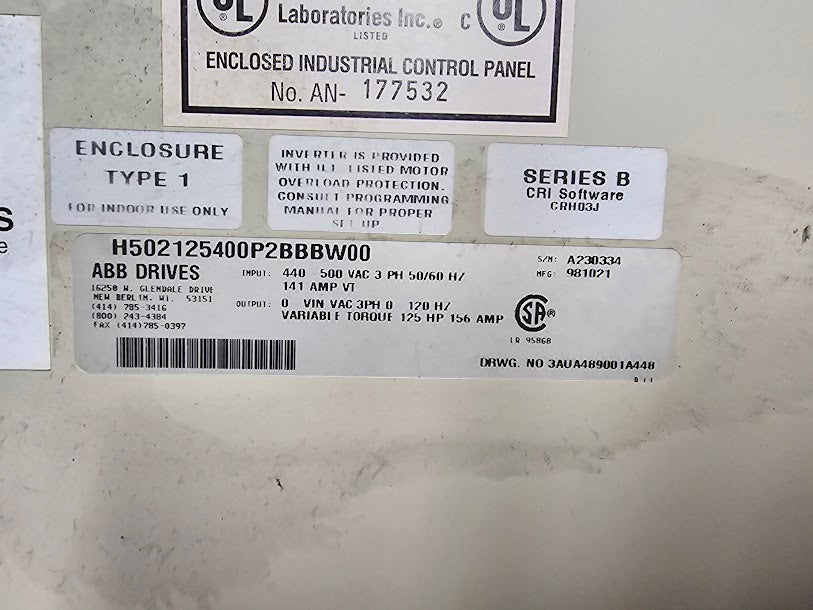 UL
Laboratories Inc.®
LISTED
C
UL
ENCLOSED INDUSTRIAL CONTROL PANEL
No. AN- 177532
S
e
ENCLOSURE
TYPE 1
FOR INDOOR USE ONLY
INVERTER IS PROVIDED
WITH U.L. LISTED MOTOR
OVERLOAD PROTECTION.
CONSULT PROGRAMMING
MANUAL FOR PROPER
SET UP
SERIES B
CRI Software
CRH03J
H502125400P2BBBW00
ABB DRIVES
16250 W. GLENDALE DRIVE
NEW BERLIN, WI. 53151
(414) 785-3416
(800) 243-4384
FAX (414)785-0397
INPUT: 440 - 500 VAC 3 PH 50/60 HZ
141 AMP VT
OUTPUT: 0 - VIN VAC 3PH 0 - 120 HZ
VARIABLE TORQUE 125 HP 156 AMP
S/N: A230334
MFG: 981021
SA®
LR 95868
DRWG. NO 3AUA489001A448